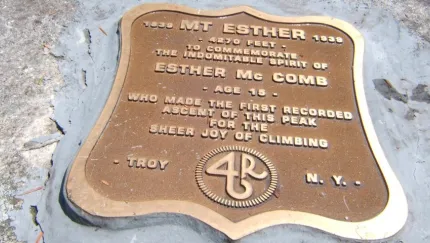 1839 MT ESTHER 1939
- 4270 FEET -
TO COMMEMORATE
THE INDOMITABLE SPIRIT OF
ESTHER Mc COMB
- AGE 15 -
WHO MADE THE FIRST RECORDED
ASCENT OF THIS PEAK
FOR THE
SHEER JOY OF CLIMBING
- TROY
46R
N. Y. -